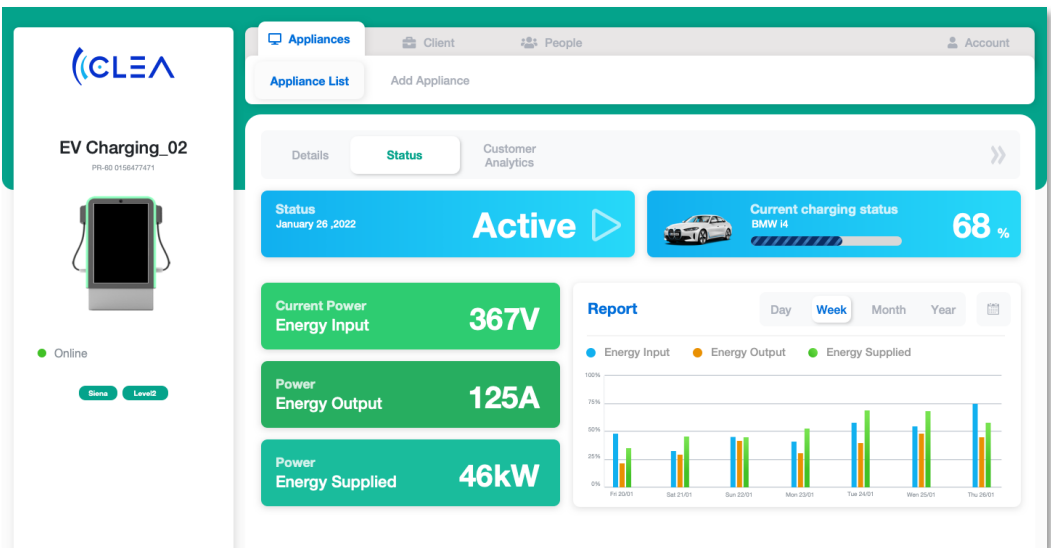 CLEA
EV Charging_02
PR-60 0156477471
Online
Siena
Level2
Appliances
Client
People
Account
Appliance List
Add Appliance
Details
Status
Customer
Analytics
Status
January 26 ,2022
Active
Current charging status
BMW i4
68 %
Current Power
Energy Input
367V
Power
Energy Output
125A
Power
Energy Supplied
46kW
Report
Day
Week
Month
Year
Energy Input
Energy Output
Energy Supplied
100%
75%
50%
25%
0%
Fri 20/01
Sat 21/01
Sun 22/01
Mon 23/01
Tue 24/01
Wen 25/01
Thu 26/01